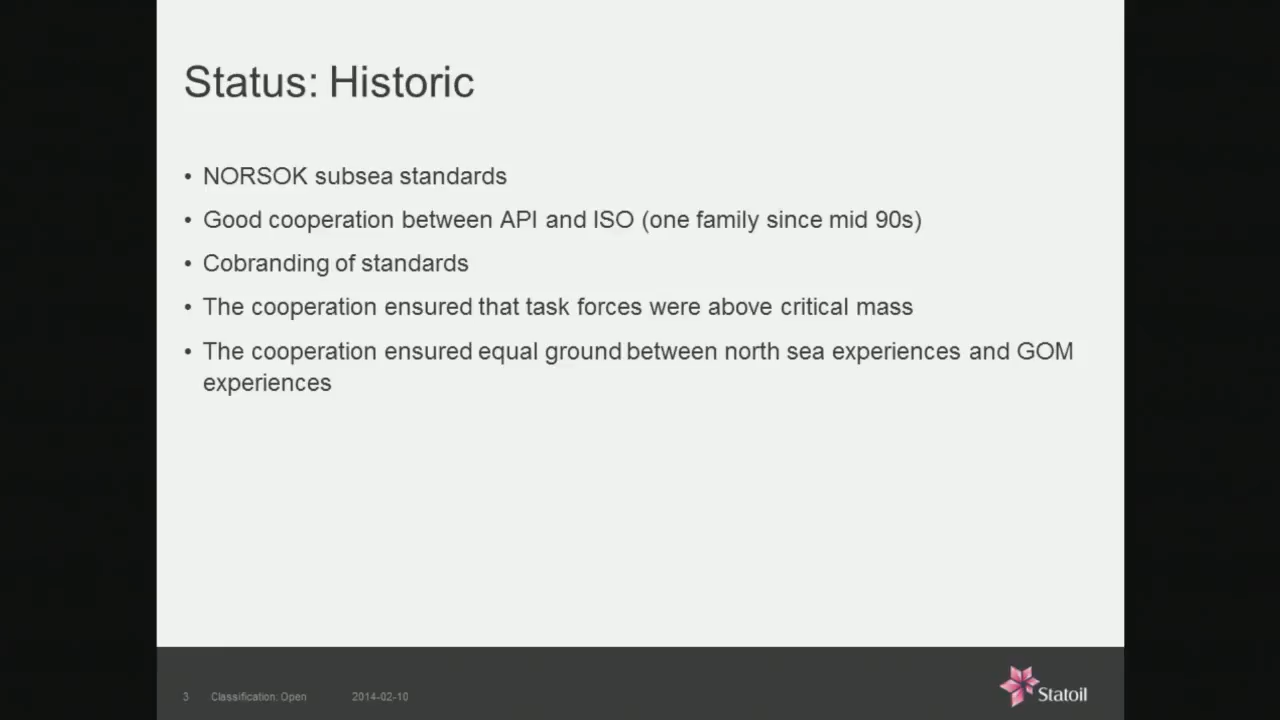 Status: Historic
• NORSOK subsea standards
• Good cooperation between API and ISO (one family since mid 90s)
• Cobranding of standards
• The cooperation ensured that task forces were above critical mass
• The cooperation ensured equal ground between north sea experiences and GOM
experiences
3 Classification: Open 2014-02-10
Statoil